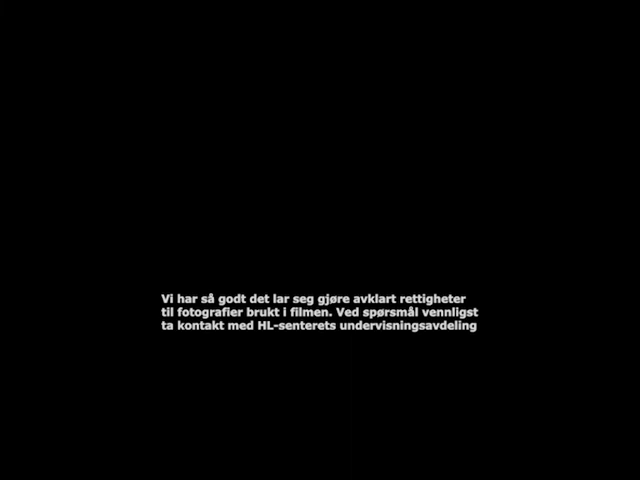 Vi har så godt det lar seg gjøre avklart rettigheter
til fotografier brukt i filmen. Ved spørsmål vennligst
ta kontakt med HL-senterets undervisningsavdeling